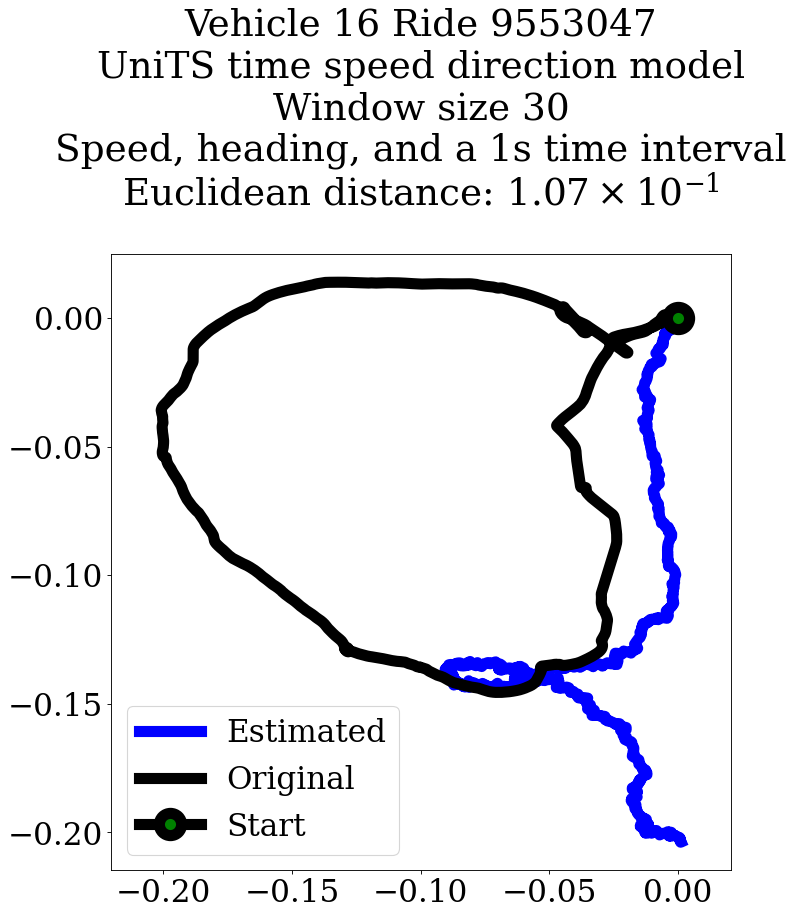 Vehicle 16 Ride 9553047
UniTS time speed direction model
Window size 30
Speed, heading, and a 1s time interval
Euclidean distance: 1.07 × 10⁻¹
0.00
−0.05
−0.10
−0.15
−0.20
Estimated
Original
Start
−0.20 −0.15 −0.10 −0.05 0.00